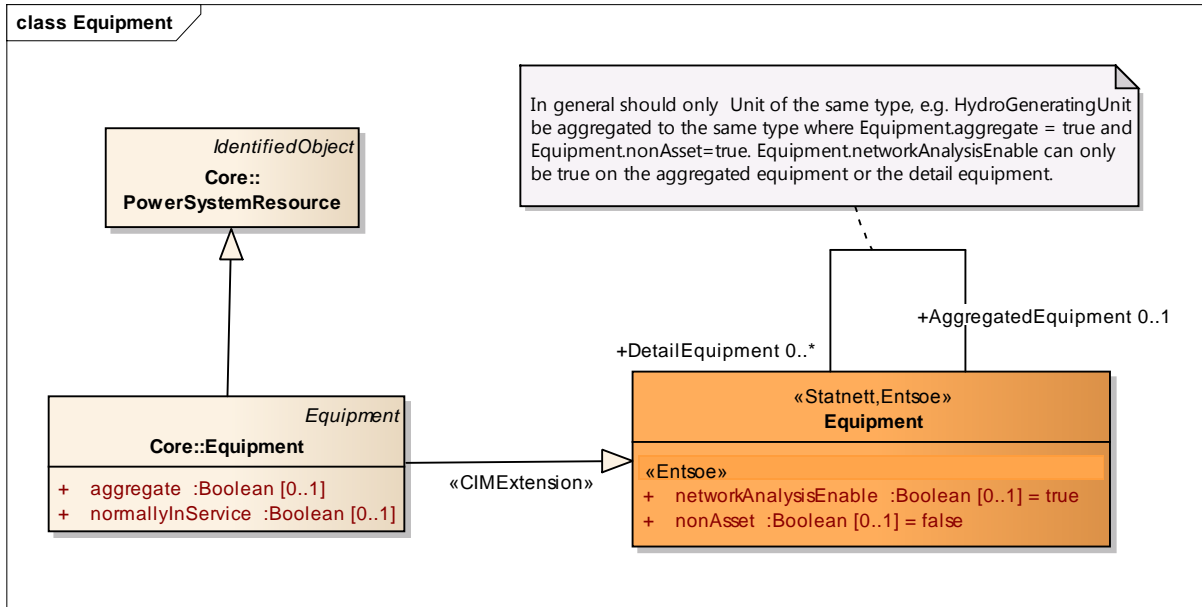 class Equipment
In general should only Unit of the same type, e.g. HydroGeneratingUnit
be aggregated to the same type where Equipment.aggregate = true and
Equipment.nonAsset=true. Equipment.networkAnalysisEnable can only
be true on the aggregated equipment or the detail equipment.
IdentifiedObject
Core::
PowerSystemResource
+AggregatedEquipment 0..1
+DetailEquipment 0..*
Equipment
Core::Equipment
+ aggregate :Boolean [0..1]
+ normallyInService :Boolean [0..1]
«CIMExtension»
«Statnett,Entsoe»
Equipment
«Entsoe»
+ networkAnalysisEnable :Boolean [0..1] = true
+ nonAsset :Boolean [0..1] = false